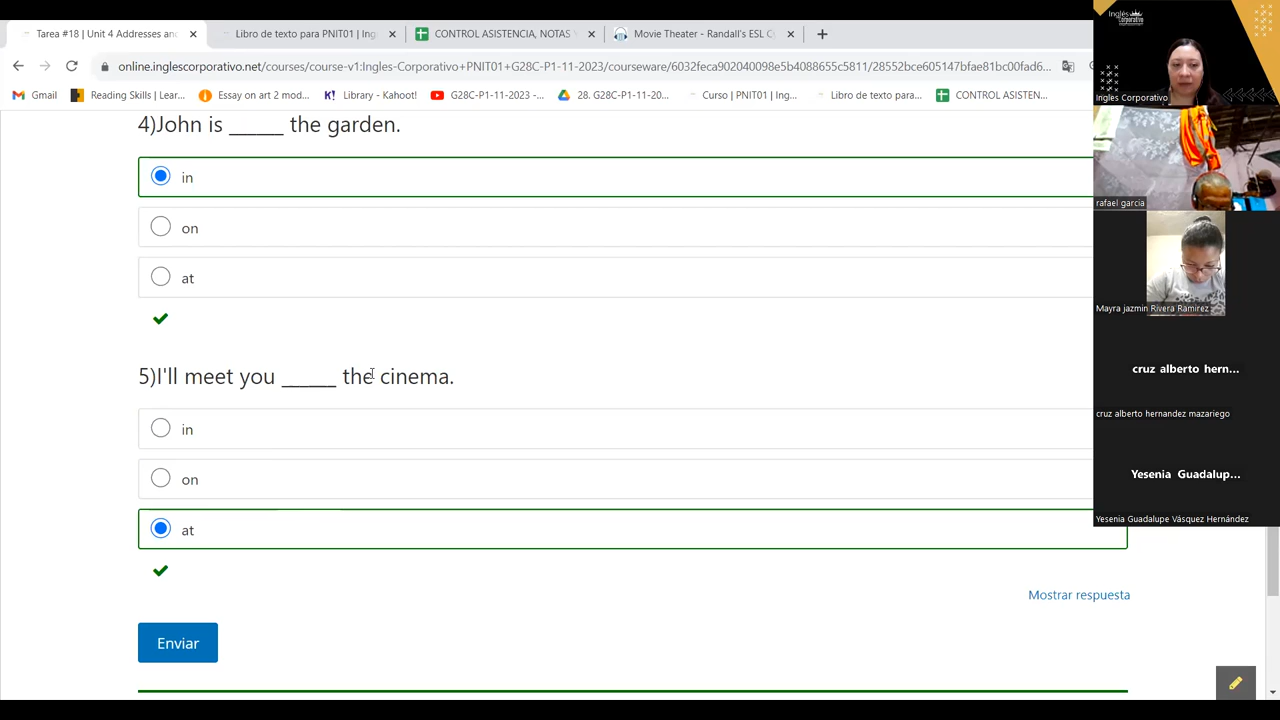 Tarea #18 | Unit 4 Addresses and
Libro de texto para PNIT01 | Ing
CONTROL ASISTENCIA, NOTAS
Movie Theater - Randall's ESL Cy
online.inglescorporativo.net/courses/course-v1:Ingles-Corporativo+PNIT01+G28C-P1-11-2023/courseware/6032feca902040098e5b4088655c5811/28552bce605147bfae81bc00fad6...
Gmail
Reading Skills | Lear...
Essay on art 2 mod...
Library - Kami
G28C-P1-11-2023 -...
28. G28C-P1-11-20...
Curso | PNIT01 | Ing...
Libro de texto para...
CONTROL ASISTEN...
4)John is _____ the garden.
in
on
at
5)I'll meet you _____ the cinema.
in
on
at
Mostrar respuesta
Enviar
Inglés
Corporativo
Ingles Corporativo
rafael garcia
Mayra jazmin Rivera Ramirez
cruz alberto hern...
cruz alberto hernandez mazariego
Yesenia Guadalup...
Yesenia Guadalupe Vásquez Hernández